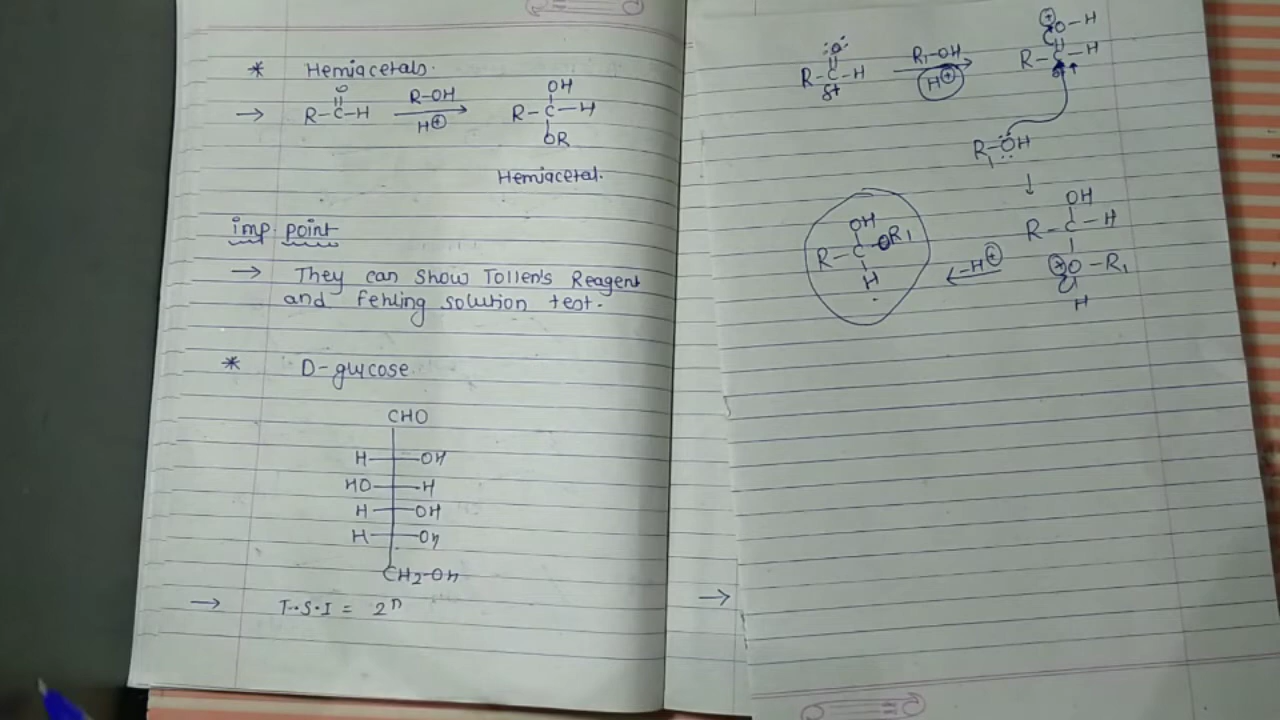 * Hemiacetals.
O
→ R-C-H R-OH H⊕ R-C-H
OH
OR
Hemiacetal.
imp. point
→ They can show Tollen's Reagent
and fehling solution test.
* D-glucose.
CHO
H OH
HO H
H OH
H OH
CH2-OH
→ T.S.I = 2ⁿ
:O:
R-C-H R1-OH H⊕
δ+
⊕O-H
R-C-H
δ+
R1-OH
↓
OH
R-C-H
⊕O-R1
H
-H⊕
OH
R-C OR1
H
→